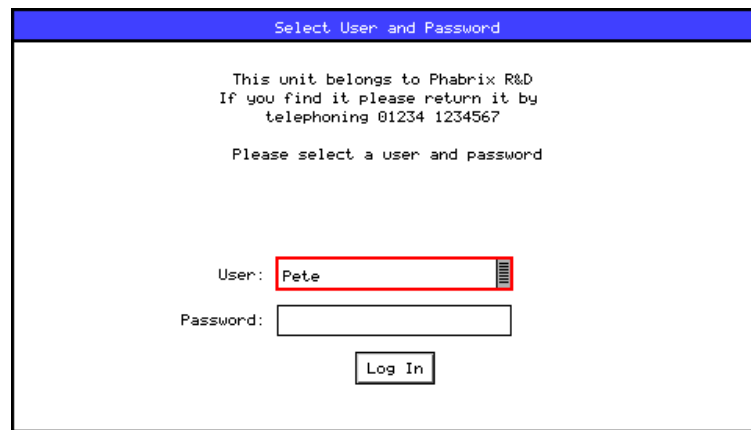 Select User and Password
This unit belongs to Phabrix R&D
If you find it please return it by
telephoning 01234 1234567
Please select a user and password
User: Pete
Password:
Log In